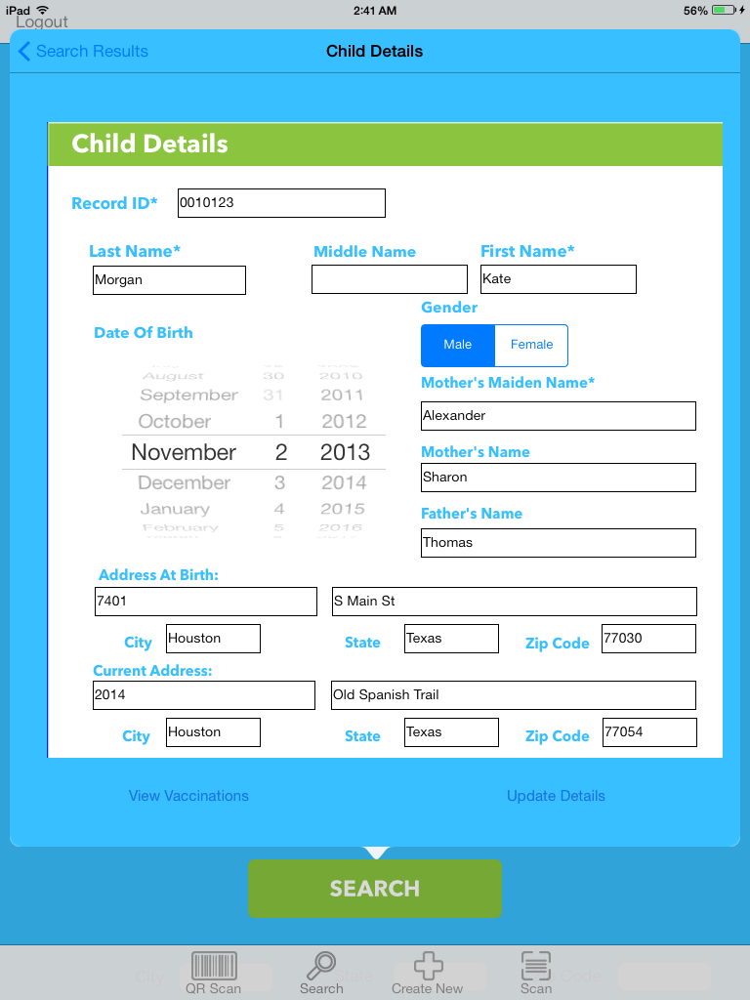 iPad 2:41 AM 56%
Logout
Search Results Child Details
Child Details
Record ID* 0010123
Last Name* Middle Name First Name*
Morgan Kate
Gender
Date Of Birth
Male Female
Mother's Maiden Name*
Alexander
Mother's Name
Sharon
Father's Name
Thomas
August 30 2010
September 31 2011
October 1 2012
November 2 2013
December 3 2014
January 4 2015
February 5 2016
Address At Birth:
7401 S Main St
City Houston State Texas Zip Code 77030
Current Address:
2014 Old Spanish Trail
City Houston State Texas Zip Code 77054
View Vaccinations Update Details
SEARCH
City State Code
QR Scan Search Create New Scan